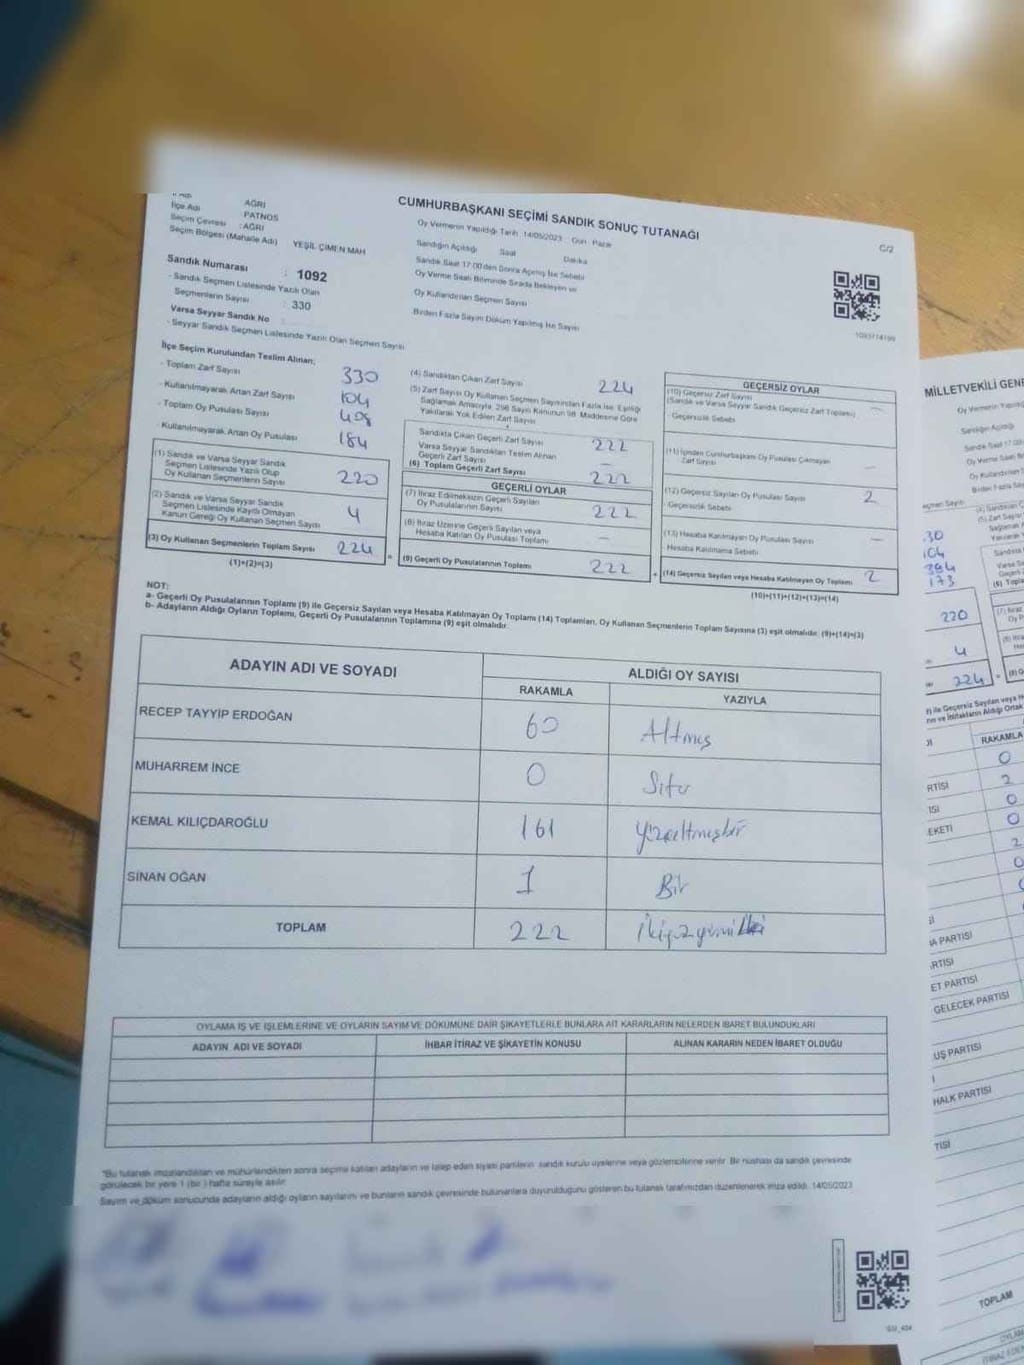 AĞRI
İlçe Adı : PATNOS
Seçim Çevresi : AĞRI
Seçim Bölgesi (Mahalle Adı) YEŞİL ÇİMEN MAH
Sandık Numarası : 1092
- Sandık Seçmen Listesinde Yazılı Olan
Seçmenlerin Sayısı : 330
Varsa Seyyar Sandık No
- Seyyar Sandık Seçmen Listesinde Yazılı Olan Seçmen Sayısı
CUMHURBAŞKANI SEÇİMİ SANDIK SONUÇ TUTANAĞI
Oy Vermenin Yapıldığı Tarih 14/05/2023 Gün Pazar
Sandığın Açıldığı Saat Dakika
Sandık Saat 17:00'den Sonra Açılmış İse Sebebi
Oy Verme Saati Bitiminde Sırada Bekleyen ve
Oy Kullandırılan Seçmen Sayısı
Birden Fazla Sayım Döküm Yapılmış İse Sayısı
C/2
İlçe Seçim Kurulundan Teslim Alınan;
- Toplam Zarf Sayısı 330
- Kullanılmayarak Artan Zarf Sayısı 104
- Toplam Oy Pusulası Sayısı 408
- Kullanılmayarak Artan Oy Pusulası 184
(1) Sandık ve Varsa Seyyar Sandık
Seçmen Listesinde Yazılı Olup
Oy Kullanan Seçmenlerin Sayısı 220
(2) Sandık ve Varsa Seyyar Sandık
Seçmen Listesinde Kayıtlı Olmayan
Kanun Gereği Oy Kullanan Seçmen Sayısı 4
(3) Oy Kullanan Seçmenlerin Toplam Sayısı 224
(1)+(2)=(3)
(4) Sandıktan Çıkan Zarf Sayısı 224
(5) Zarf Sayısı Oy Kullanan Seçmen Sayısından Fazla İse, Eşitliği
Sağlamak Amacıyla, 298 Sayılı Kanunun 98. Maddesine Göre
Yakılarak Yok Edilen Zarf Sayısı
Sandıkta Çıkan Geçerli Zarf Sayısı 222
Varsa Seyyar Sandıktan Teslim Alınan
Geçerli Zarf Sayısı —
(6) Toplam Geçerli Zarf Sayısı 222
GEÇERLİ OYLAR
(7) İtiraz Edilmeksizin Geçerli Sayılan
Oy Pusulalarının Sayısı 222
(8) İtiraz Üzerine Geçerli Sayılan veya
Hesaba Katılan Oy Pusulası Toplamı —
(9) Geçerli Oy Pusulalarının Toplamı 222
GEÇERSİZ OYLAR
(10) Geçersiz Zarf Sayısı
(Sandık ve Varsa Seyyar Sandık Geçersiz Zarf Toplamı) —
Geçersizlik Sebebi
(11) İçinden Cumhurbaşkanı Oy Pusulası Çıkmayan
Zarf Sayısı —
(12) Geçersiz Sayılan Oy Pusulası Sayısı 2
Geçersizlik Sebebi
(13) Hesaba Katılmayan Oy Pusulası Sayısı —
Hesaba Katılmama Sebebi
(14) Geçersiz Sayılan veya Hesaba Katılmayan Oy Toplamı 2
(10)+(11)+(12)+(13)=(14)
NOT:
a- Geçerli Oy Pusulalarının Toplamı (9) ile Geçersiz Sayılan veya Hesaba Katılmayan Oy Toplamı (14) Toplamları, Oy Kullanan Seçmenlerin Toplam Sayısına (3) eşit olmalıdır. (9)+(14)=(3)
b- Adayların Aldığı Oyların Toplamı, Geçerli Oy Pusulalarının Toplamına (9) eşit olmalıdır.
ADAYIN ADI VE SOYADI ALDIĞI OY SAYISI
RAKAMLA YAZIYLA
RECEP TAYYİP ERDOĞAN 60 Altmış
MUHARREM İNCE 0 Sıfır
KEMAL KILIÇDAROĞLU 161 Yüzaltmışbir
SİNAN OĞAN 1 Bir
TOPLAM 222 İkiyüzyirmiiki
OYLAMA İŞ VE İŞLEMLERİNE VE OYLARIN SAYIM VE DÖKÜMÜNE DAİR ŞİKAYETLERLE BUNLARA AİT KARARLARIN NELERDEN İBARET BULUNDUKLARI
ADAYIN ADI VE SOYADI İHBAR İTİRAZ VE ŞİKAYETİN KONUSU ALINAN KARARIN NEDEN İBARET OLDUĞU
"Bu tutanak imzalandıktan ve mühürlendikten sonra seçime katılan adayların ve talep eden siyasi partilerin sandık kurulu üyelerine veya gözlemcilerine verilir. Bir nüshası da sandık çevresinde
görülecek bir yere 1 (bir) hafta süreyle asılır.
Sayım ve döküm sonucunda adayların aldığı oyların sayılarını ve bunların sandık çevresinde bulunanlara duyurulduğunu gösteren bu tutanak tarafımızdan düzenlenerek imza edildi. 14/05/2023
MİLLETVEKİLİ GENE
Oy Vermenin Yapıldığı
Sandığın Açıldığı
Sandık Saat 17:0
Oy Verme Saati Bi
Oy Kullandırılan S
Birden Fazla Sayım
30
104
394
173
220
4
224
RAKAMLA
0
RTİSİ 2
0
EKETİ 0
2
0
A PARTİSİ
RTİSİ
ET PARTİSİ
GELECEK PARTİSİ
UŞ PARTİSİ
HALK PARTİSİ
TİSİ
TOPLAM